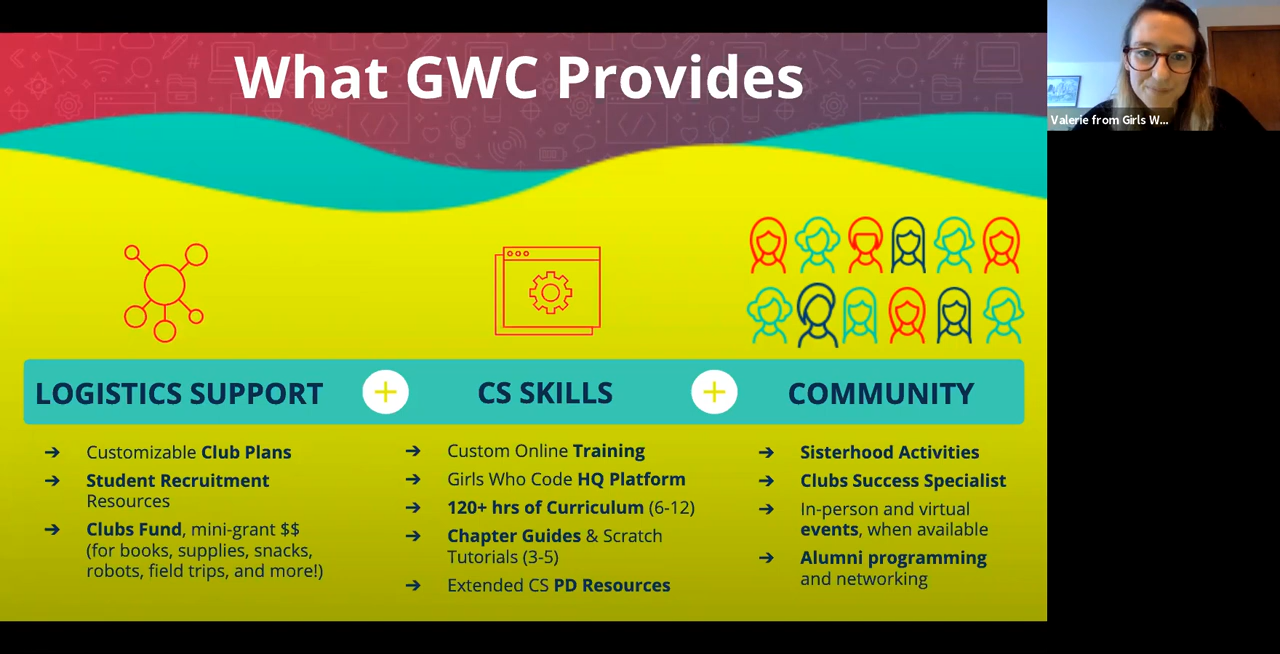 What GWC Provides
Valerie from Girls W...
LOGISTICS SUPPORT
➔ Customizable Club Plans
➔ Student Recruitment
Resources
➔ Clubs Fund, mini-grant $$
(for books, supplies, snacks,
robots, field trips, and more!)
+
CS SKILLS
➔ Custom Online Training
➔ Girls Who Code HQ Platform
➔ 120+ hrs of Curriculum (6-12)
➔ Chapter Guides & Scratch
Tutorials (3-5)
➔ Extended CS PD Resources
+
COMMUNITY
➔ Sisterhood Activities
➔ Clubs Success Specialist
➔ In-person and virtual
events, when available
➔ Alumni programming
and networking